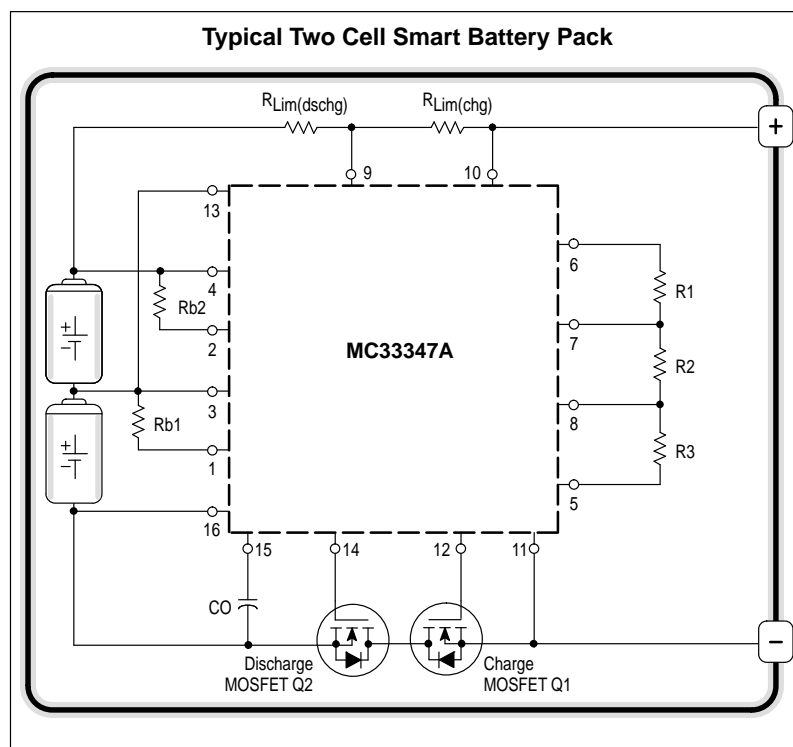 Typical Two Cell Smart Battery Pack
RLim(dschg)
RLim(chg)
+
9
10
13
6
4
R1
Rb2
+
−
7
2
MC33347A
R2
3
8
Rb1
+
−
1
R3
5
16
15
14
12
11
CO
−
Discharge
MOSFET Q2
Charge
MOSFET Q1